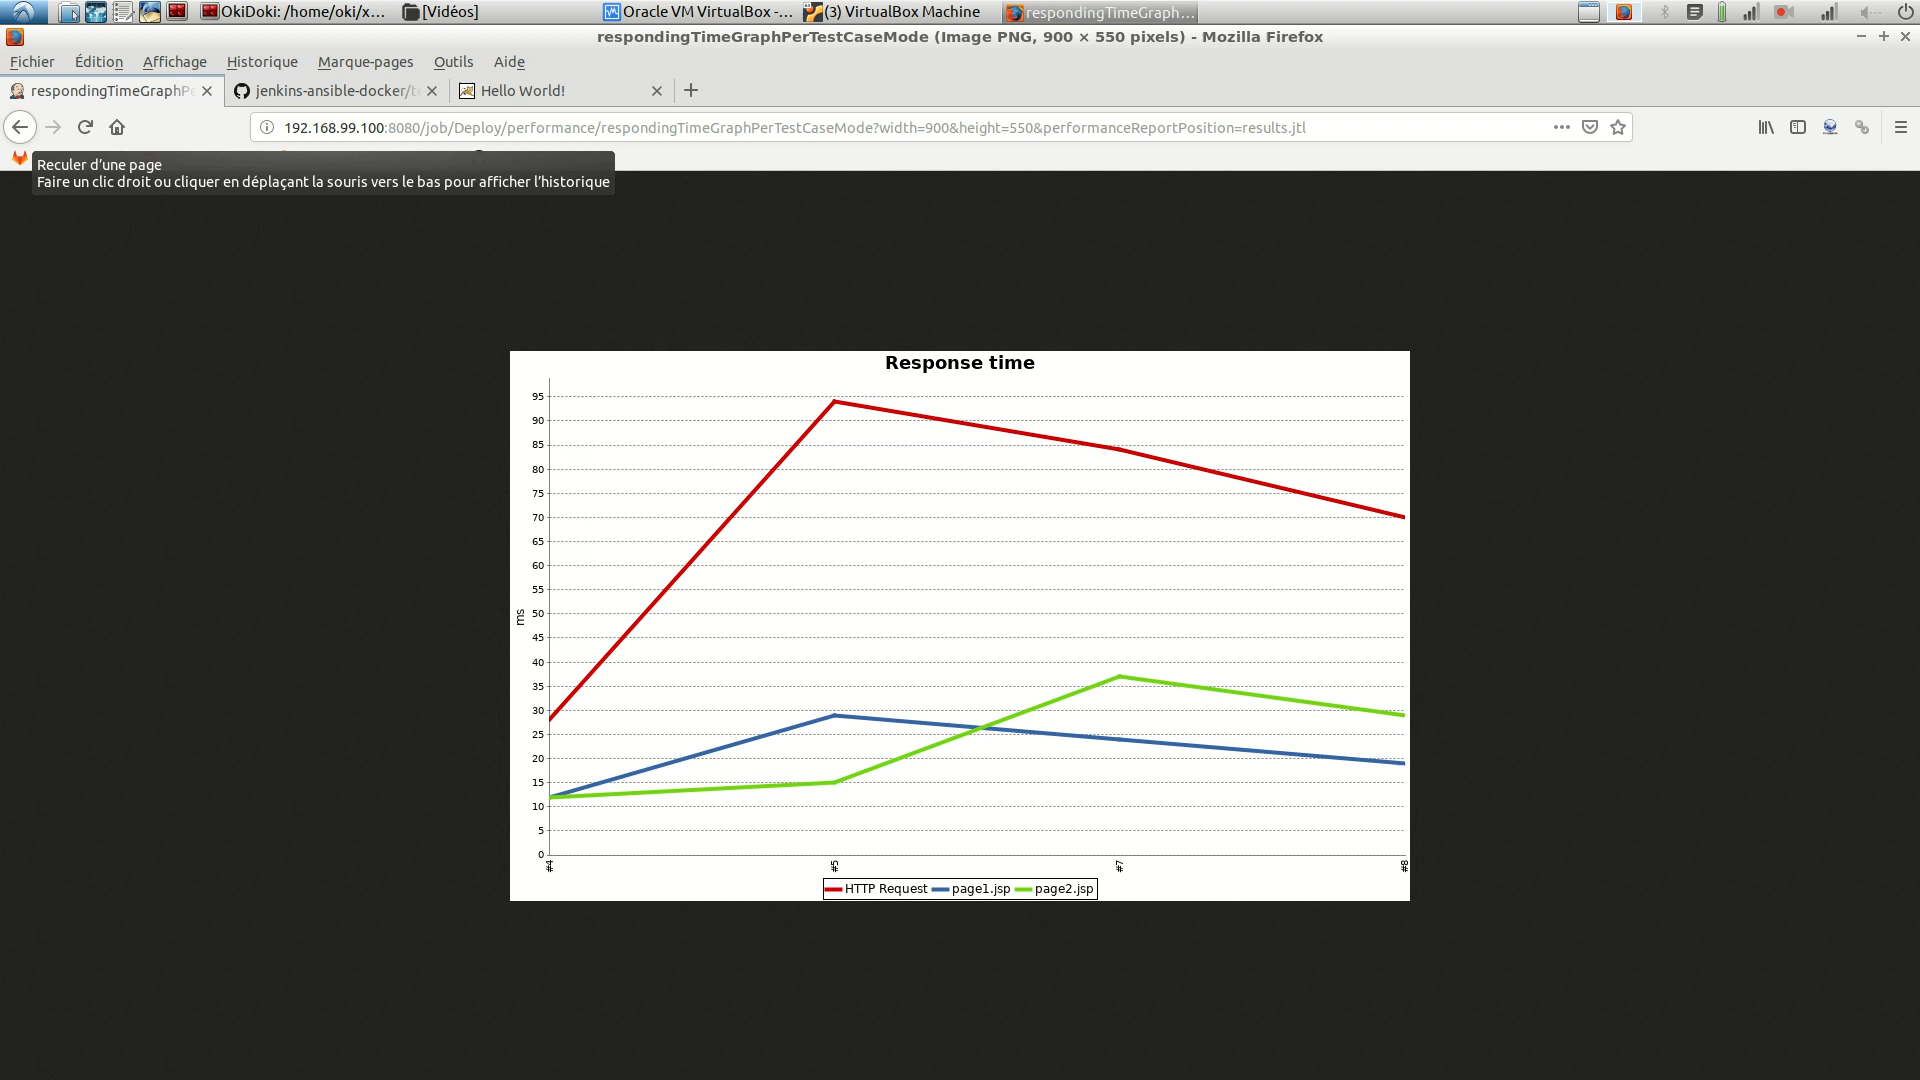 OkiDoki: /home/oki/x...
[Vidéos]
Oracle VM VirtualBox -...
(3) VirtualBox Machine
respondingTimeGraph...
respondingTimeGraphPerTestCaseMode (Image PNG, 900 × 550 pixels) - Mozilla Firefox
Fichier Édition Affichage Historique Marque-pages Outils Aide
respondingTimeGraphPe
jenkins-ansible-docker/te
Hello World!
192.168.99.100:8080/job/Deploy/performance/respondingTimeGraphPerTestCaseMode?width=900&height=550&performanceReportPosition=results.jtl
Reculer d’une page
Faire un clic droit ou cliquer en déplaçant la souris vers le bas pour afficher l’historique
Response time
95
90
85
80
75
70
65
60
55
50
45
40
35
30
25
20
15
10
5
0
ms
#4 #5 #7 #8
HTTP Request page1.jsp page2.jsp